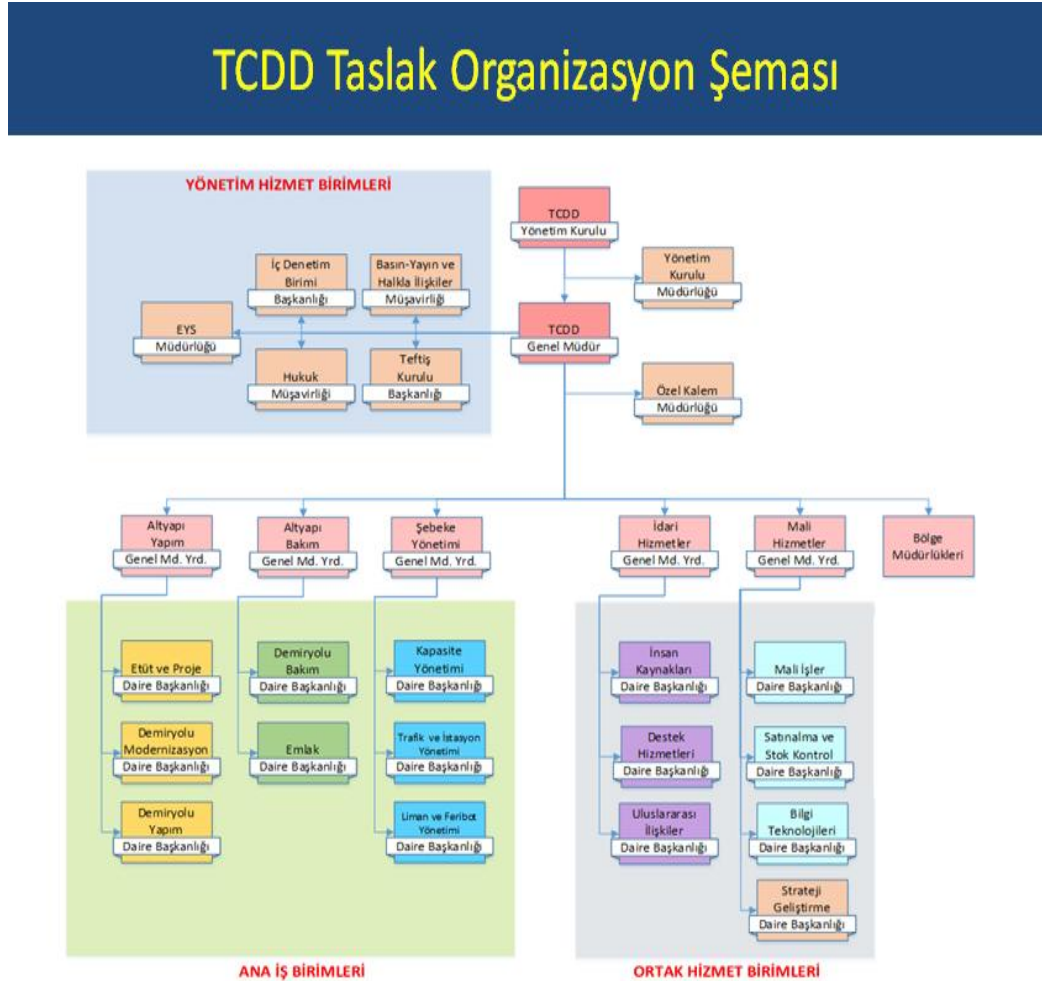 TCDD Taslak Organizasyon Şeması
YÖNETİM HİZMET BİRİMLERİ
TCDD
Yönetim Kurulu
Yönetim
Kurulu
Müdürlüğü
İç Denetim
Birimi
Başkanlığı
Basın-Yayın ve
Halkla İlişkiler
Müşavirliği
EYS
Müdürlüğü
TCDD
Genel Müdür
Hukuk
Müşavirliği
Teftiş
Kurulu
Başkanlığı
Özel Kalem
Müdürlüğü
Altyapı
Yapım
Genel Md. Yrd.
Altyapı
Bakım
Genel Md. Yrd.
Şebeke
Yönetimi
Genel Md. Yrd.
İdari
Hizmetler
Genel Md. Yrd.
Mali
Hizmetler
Genel Md. Yrd.
Bölge
Müdürlükleri
Etüt ve Proje
Daire Başkanlığı
Demiryolu
Bakım
Daire Başkanlığı
Kapasite
Yönetimi
Daire Başkanlığı
İnsan
Kaynakları
Daire Başkanlığı
Mali İşler
Daire Başkanlığı
Demiryolu
Modernizasyon
Daire Başkanlığı
Emlak
Daire Başkanlığı
Trafik ve İstasyon
Yönetimi
Daire Başkanlığı
Destek
Hizmetleri
Daire Başkanlığı
Satınalma ve
Stok Kontrol
Daire Başkanlığı
Demiryolu
Yapım
Daire Başkanlığı
Liman ve Feribot
Yönetimi
Daire Başkanlığı
Uluslararası
İlişkiler
Daire Başkanlığı
Bilgi
Teknolojileri
Daire Başkanlığı
Strateji
Geliştirme
Daire Başkanlığı
ANA İŞ BİRİMLERİ
ORTAK HİZMET BİRİMLERİ